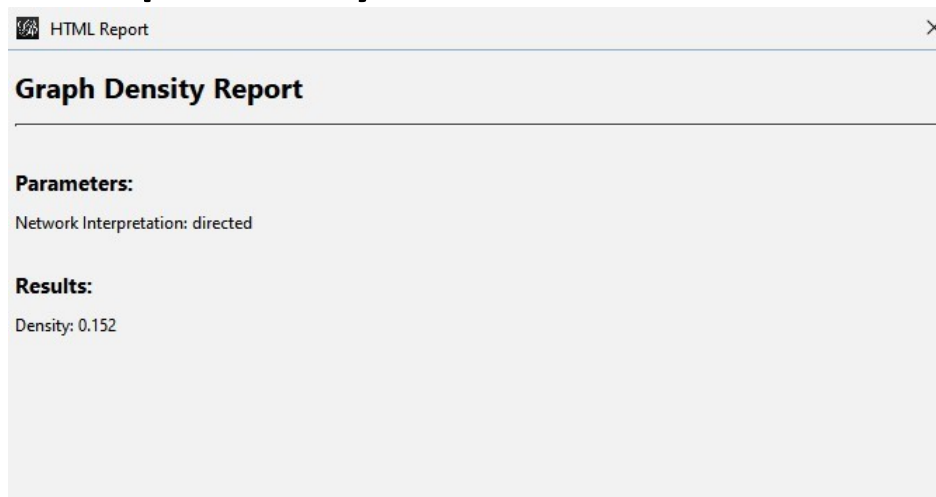 HTML Report
Graph Density Report
Parameters:
Network Interpretation: directed
Results:
Density: 0.152